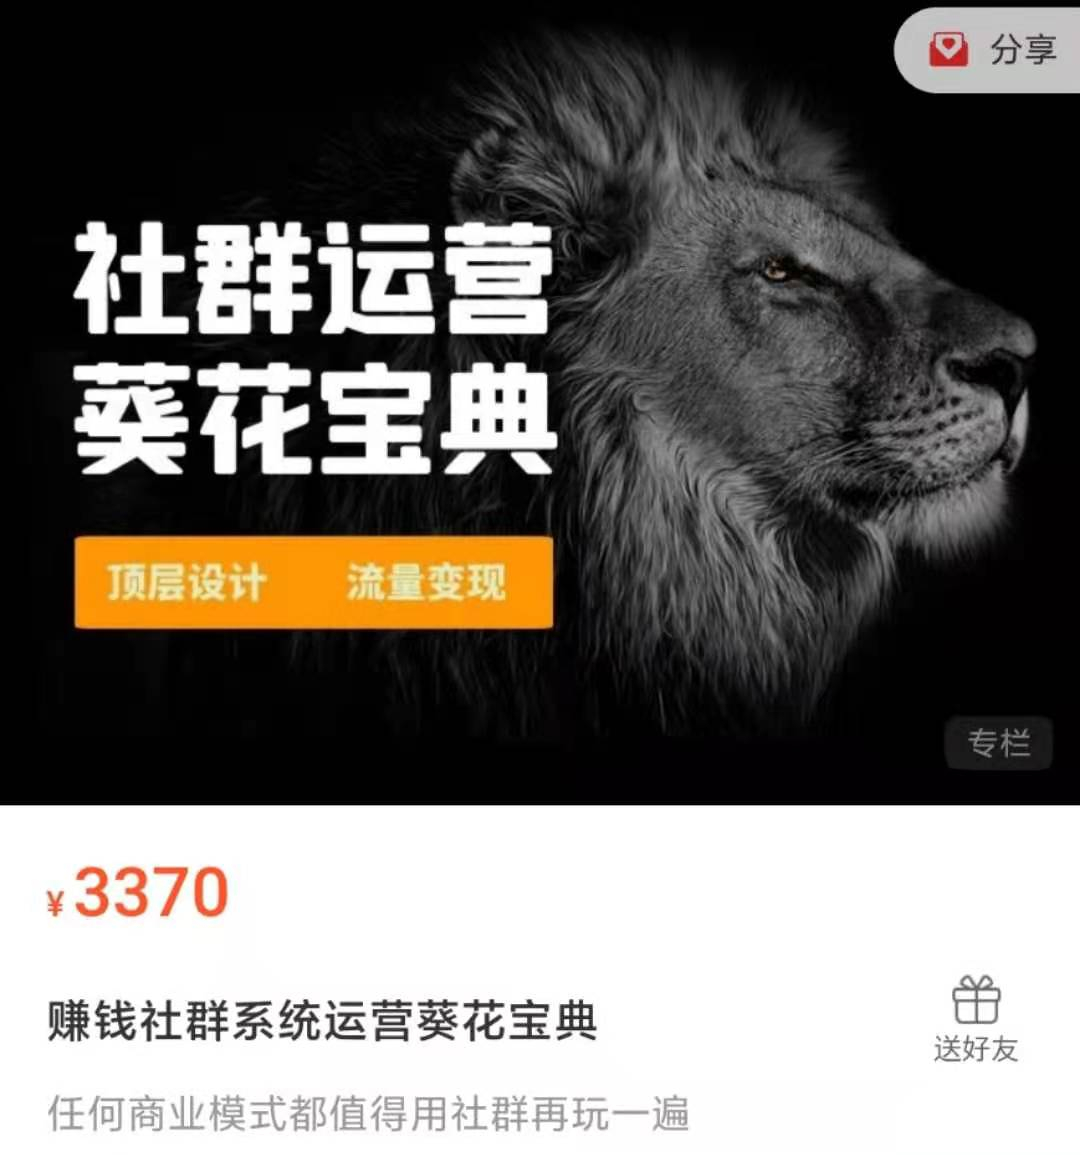 分享
社群运营
葵花宝典
顶层设计 流量变现
专栏
¥3370
赚钱社群系统运营葵花宝典
送好友
任何商业模式都值得用社群再玩一遍